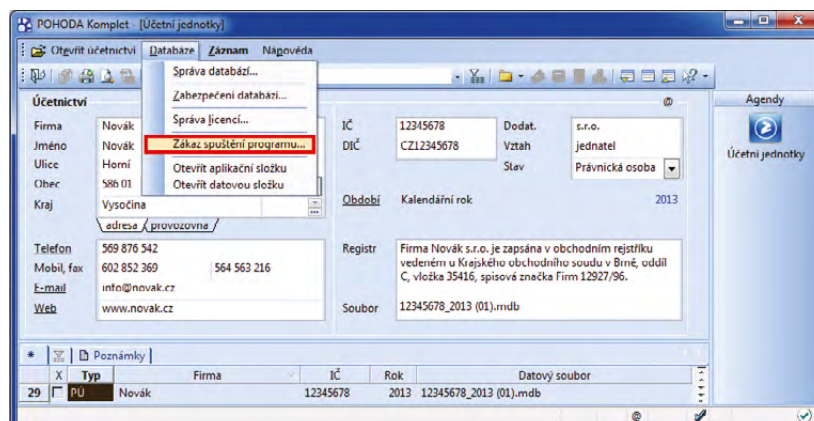 POHODA Komplet - [Účetní jednotky]
Otevřít účetnictví Databáze Záznam Nápověda
Správa databází...
Zabezpečení databází...
Správa licencí...
Zákaz spuštění programu...
Otevřít aplikační složku
Otevřít datovou složku
Účetnictví @
Firma Novák
Jméno Novák
Ulice Horní
Obec 586 01
Kraj Vysočina
adresa provozovna
IČ 12345678 Dodat. s.r.o.
DIČ CZ12345678 Vztah jednatel
Stav Právnická osoba
Období Kalendářní rok 2013
Telefon 569 876 542
Mobil, fax 602 852 369 564 563 216
E-mail info@novak.cz
Web www.novak.cz
Registr Firma Novák s.r.o. je zapsána v obchodním rejstříku
vedeném u Krajského obchodního soudu v Brně, oddíl
C, vložka 35416, spisová značka Firm 12927/96.
Soubor 12345678_2013 (01).mdb
Agendy
Účetní jednotky
* Poznámky
X Typ Firma IČ Rok Datový soubor
29 PÚ Novák 12345678 2013 12345678_2013 (01).mdb
@